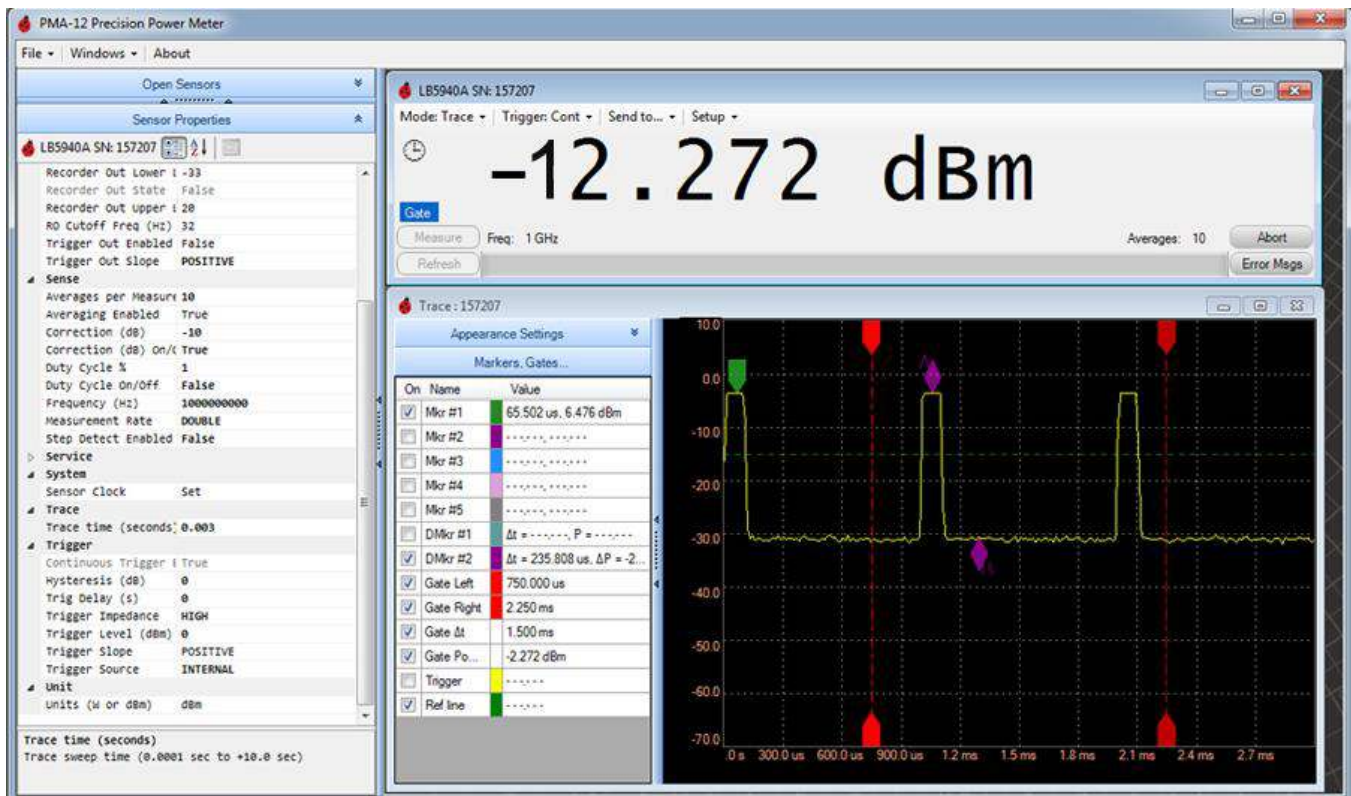 PMA-12 Precision Power Meter
File Windows About
Open Sensors
Sensor Properties
LB5940A SN: 157207
Recorder Out Lower L -33
Recorder Out State False
Recorder Out Upper L 20
RO Cutoff Freq (Hz) 32
Trigger Out Enabled False
Trigger Out Slope POSITIVE
Sense
Averages per Measure 10
Averaging Enabled True
Correction (dB) -10
Correction (dB) On/O True
Duty Cycle % 1
Duty Cycle On/Off False
Frequency (Hz) 1000000000
Measurement Rate DOUBLE
Step Detect Enabled False
Service
System
Sensor Clock Set
Trace
Trace time (seconds) 0.003
Trigger
Continuous Trigger E True
Hysteresis (dB) 0
Trig Delay (s) 0
Trigger Impedance HIGH
Trigger Level (dBm) 0
Trigger Slope POSITIVE
Trigger Source INTERNAL
Unit
Units (W or dBm) dBm
Trace time (seconds)
Trace sweep time (0.0001 sec to +10.0 sec)
LB5940A SN: 157207
Mode: Trace Trigger: Cont Send to... Setup
-12.272 dBm
Gate
Measure Freq: 1 GHz Averages: 10 Abort
Refresh Error Msgs
Trace : 157207
Appearance Settings
Markers, Gates...
On Name Value
Mkr #1 65.502 us, 6.476 dBm
Mkr #2 ---.---, ---.---
Mkr #3 ---.---, ---.---
Mkr #4 ---.---, ---.---
Mkr #5 ---.---, ---.---
DMkr #1 Δt = ---.---, P = ---.---
DMkr #2 Δt = 235.808 us, ΔP = -2...
Gate Left 750.000 us
Gate Right 2.250 ms
Gate Δt 1.500 ms
Gate Po... -2.272 dBm
Trigger ---.---
Ref line ---.---
10.0
0.0
-10.0
-20.0
-30.0
-40.0
-50.0
-60.0
-70.0
.0 s 300.0 us 600.0 us 900.0 us 1.2 ms 1.5 ms 1.8 ms 2.1 ms 2.4 ms 2.7 ms